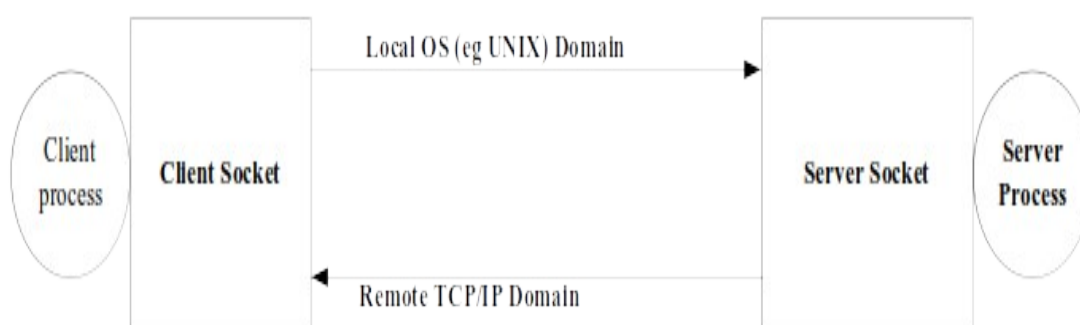 Local OS (eg UNIX) Domain
Client
process
Client Socket
Server Socket
Server
Process
Remote TCP/IP Domain